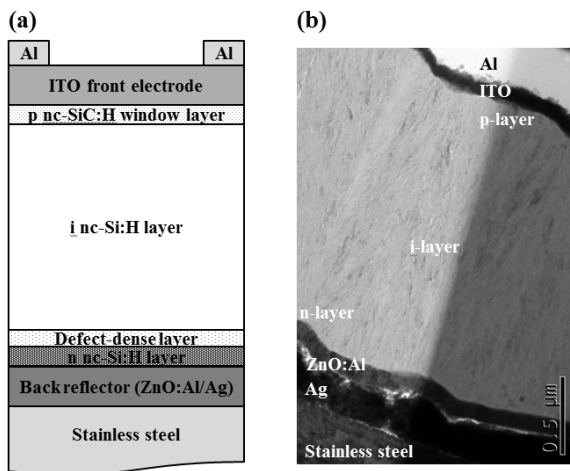 (a)
Al
Al
ITO front electrode
p nc-SiC:H window layer
i nc-Si:H layer
Defect-dense layer
n nc-Si:H layer
Back reflector (ZnO:Al/Ag)
Stainless steel
(b)
Al
ITO
p-layer
i-layer
n-layer
ZnO:Al
Ag
Stainless steel
0.5 µm